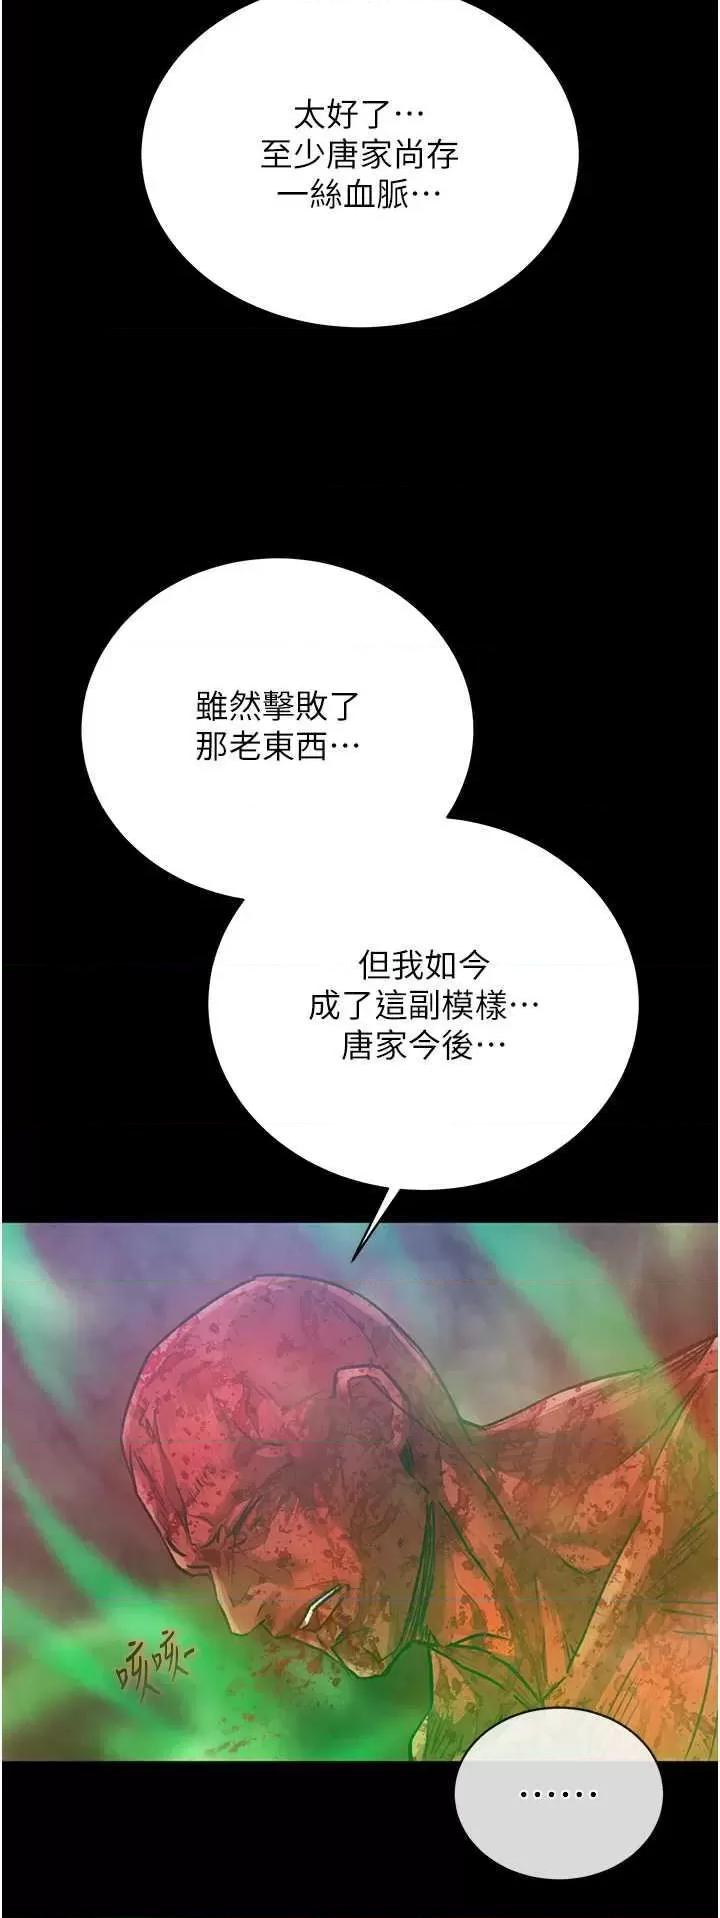 太好了⋯
至少唐家尚存
一絲血脈⋯
雖然擊敗了
那老東西⋯
但我如今
成了這副模樣⋯
唐家今後⋯
咳咳-
⋯⋯